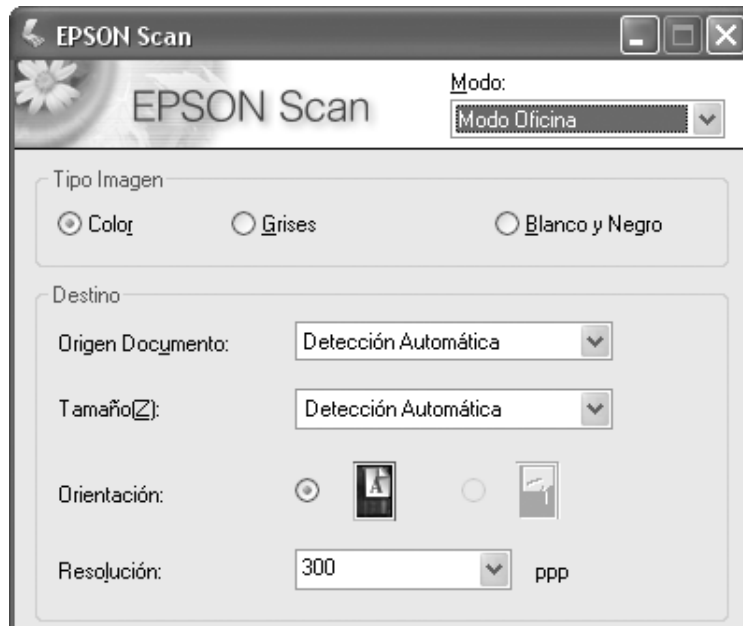 EPSON Scan
EPSON Scan
Modo:
Modo Oficina
Tipo Imagen
Color
Grises
Blanco y Negro
Destino
Origen Documento:
Detección Automática
Tamaño(Z):
Detección Automática
Orientación:
A
Resolución:
300
ppp